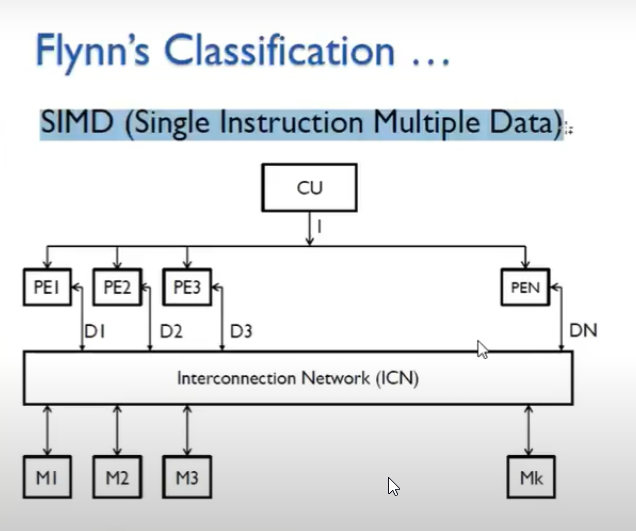 Flynn's Classification ...
SIMD (Single Instruction Multiple Data)
CU
I
PE1 PE2 PE3 PEN
D1 D2 D3 DN
Interconnection Network (ICN)
M1 M2 M3 Mk